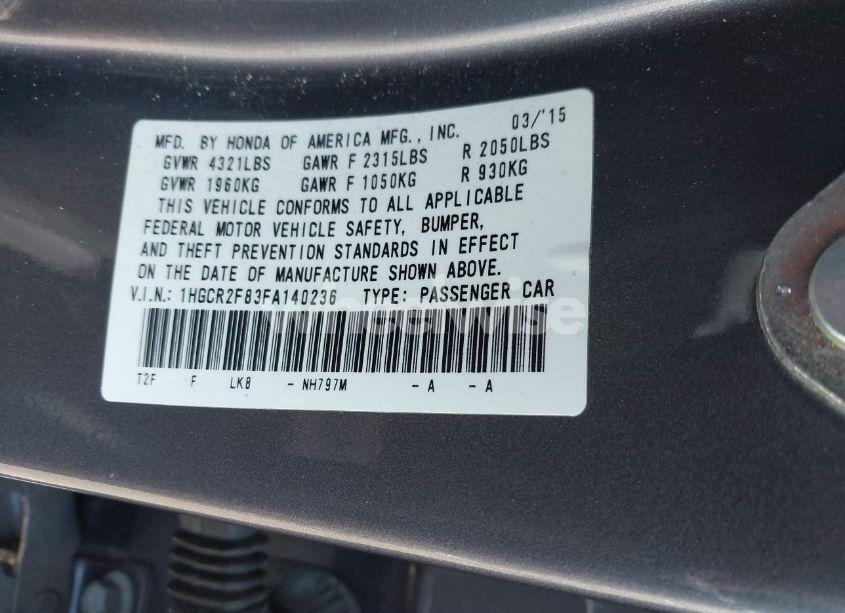 MFD. BY HONDA OF AMERICA MFG., INC. 03/'15
GVWR 4321LBS GAWR F 2315LBS R 2050LBS
GVWR 1960KG GAWR F 1050KG R 930KG
THIS VEHICLE CONFORMS TO ALL APPLICABLE
FEDERAL MOTOR VEHICLE SAFETY, BUMPER,
AND THEFT PREVENTION STANDARDS IN EFFECT
ON THE DATE OF MANUFACTURE SHOWN ABOVE.
V.I.N.: 1HGCR2F83FA140236 TYPE: PASSENGER CAR
wheelwise
T2F F LKB - NH797M - A - A